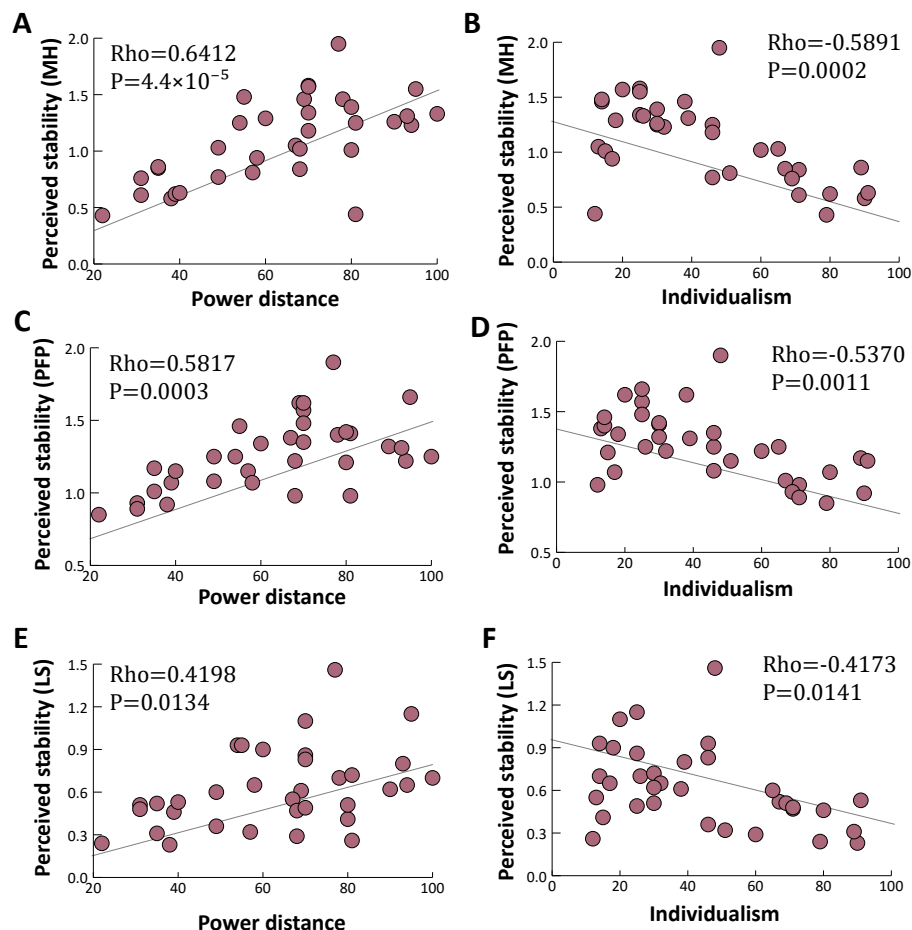 A
Perceived stability (MH)
2.0
1.5
1.0
0.5
0.0
Rho=0.6412
P=4.4×10⁻⁵
20 40 60 80 100
Power distance
B
Perceived stability (MH)
2.0
1.5
1.0
0.5
0.0
Rho=-0.5891
P=0.0002
0 20 40 60 80 100
Individualism
C
Perceived stability (PFP)
2.0
1.5
1.0
0.5
Rho=0.5817
P=0.0003
20 40 60 80 100
Power distance
D
Perceived stability (PFP)
2.0
1.5
1.0
0.5
Rho=-0.5370
P=0.0011
0 20 40 60 80 100
Individualism
E
Perceived stability (LS)
1.5
1.2
0.9
0.6
0.3
0.0
Rho=0.4198
P=0.0134
20 40 60 80 100
Power distance
F
Perceived stability (LS)
1.5
1.2
0.9
0.6
0.3
0.0
Rho=-0.4173
P=0.0141
0 20 40 60 80 100
Individualism